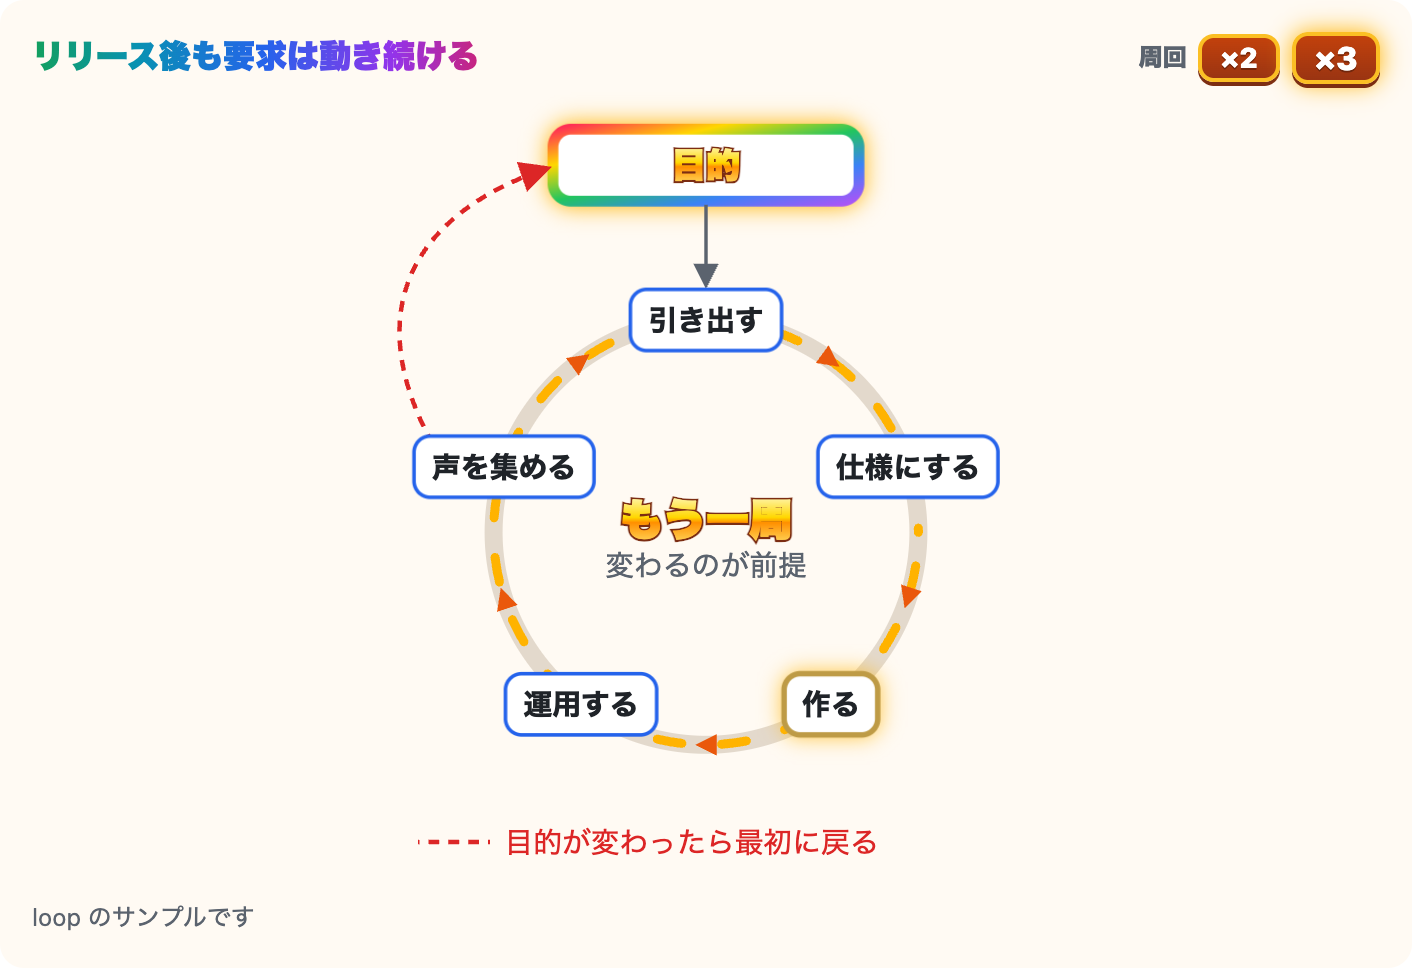 リリース後も要求は動き続ける
周回 ×2 ×3
目的
引き出す
声を集める
仕様にする
もう一周
変わるのが前提
運用する
作る
目的が変わったら最初に戻る
loop のサンプルです